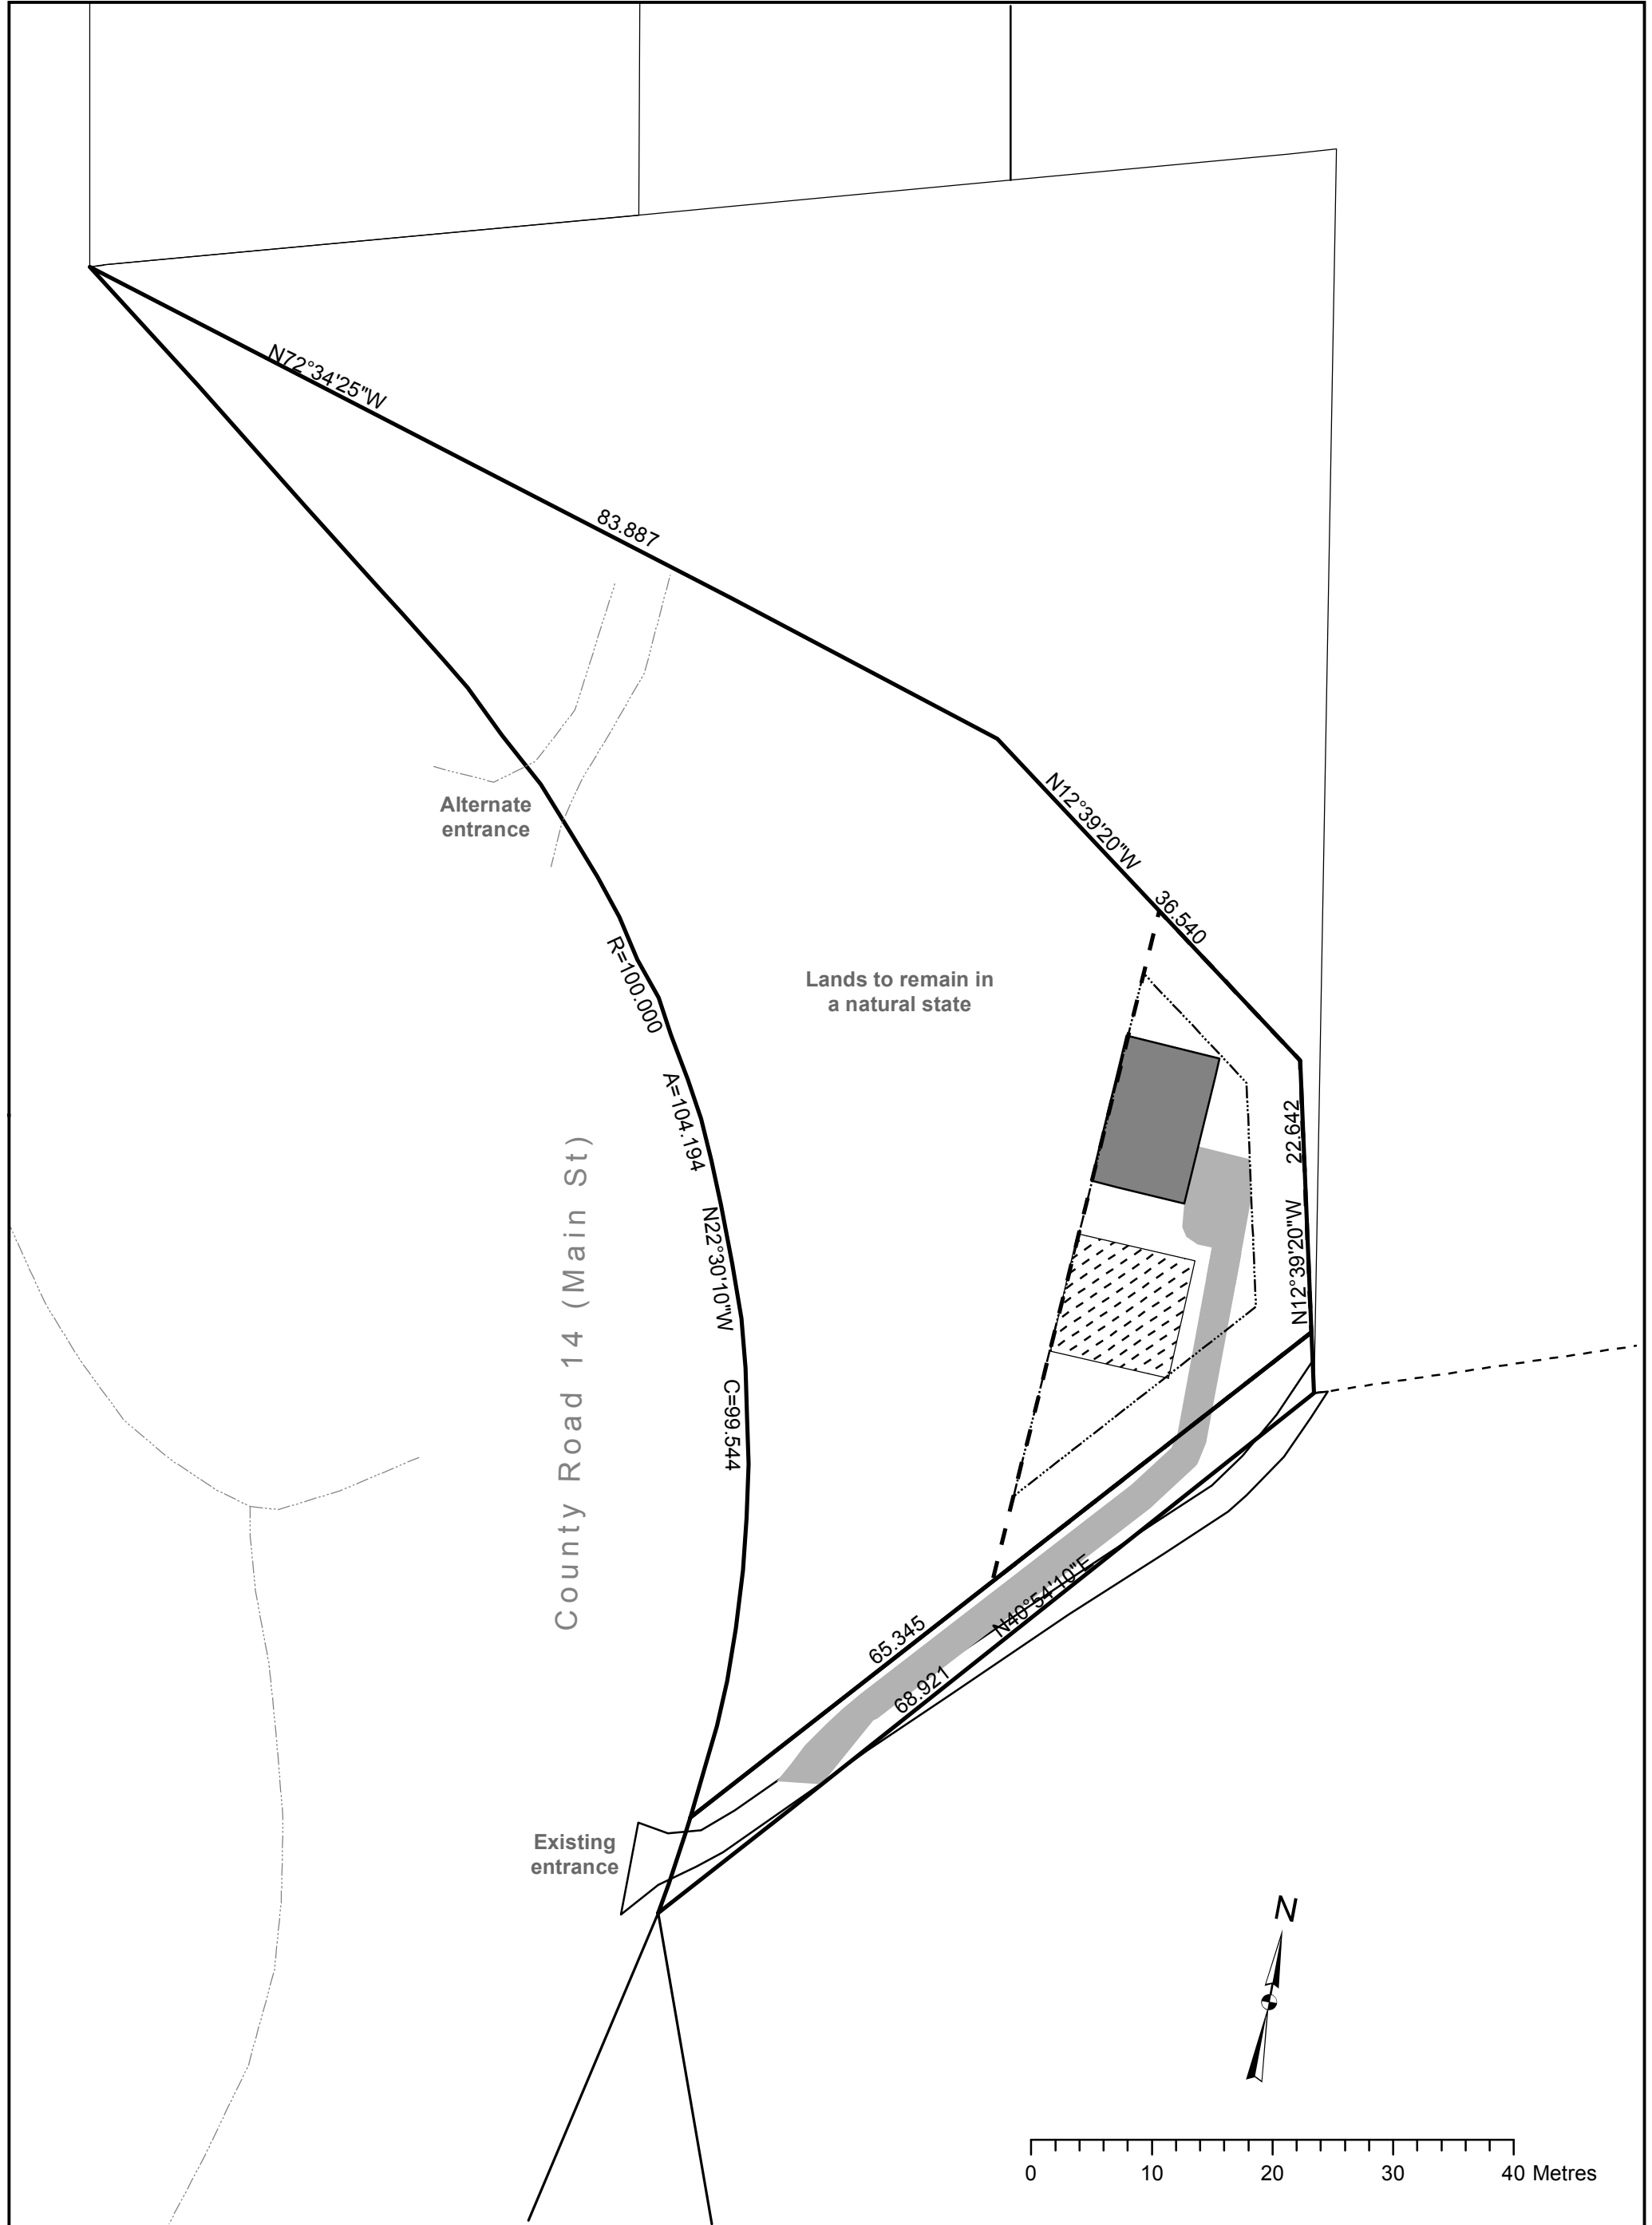 N72°34'25"W
83.887
N12°39'20"W
36.540
Alternate
entrance
Lands to remain in
a natural state
R=100.000
A=104.194
N22°30'10"W
C=99.544
22.642
N12°39'20"W
County Road 14 (Main St)
N40°54'10"E
65.345
68.921
Existing
entrance
N
0 10 20 30 40 Metres